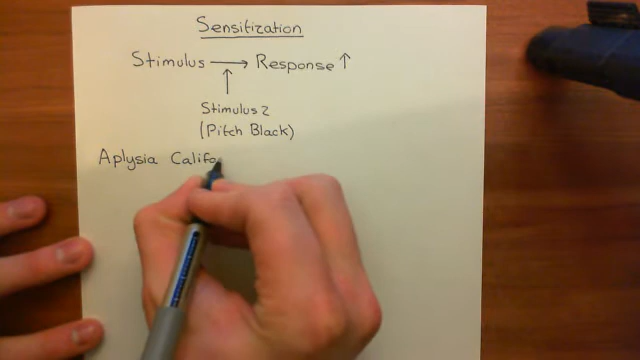 Sensitization
Stimulus → Response ↑
↑
Stimulus 2
(Pitch Black)
Aplysia Califo